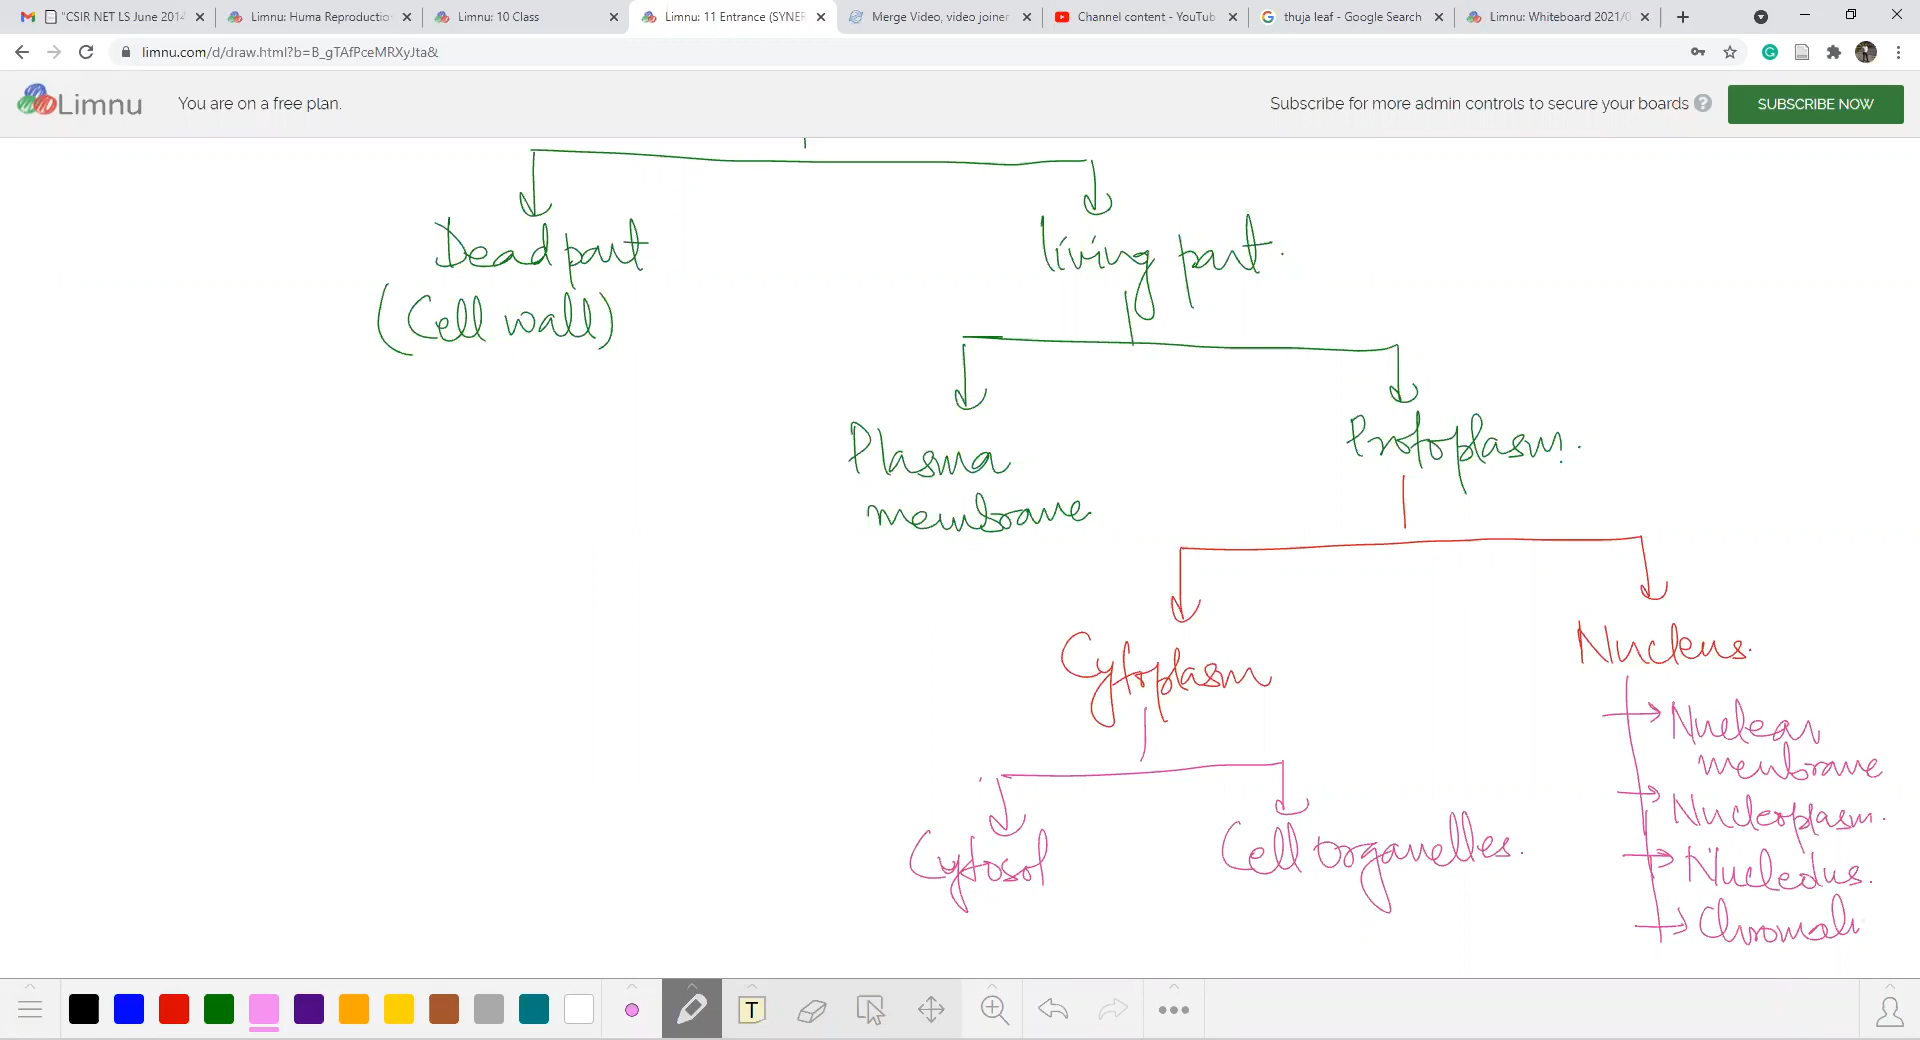 "CSIR NET LS June 2014
Limnu: Huma Reproductio
Limnu: 10 Class
Limnu: 11 Entrance (SYNER
Merge Video, video joiner
Channel content - YouTub
thuja leaf - Google Search
Limnu: Whiteboard 2021/0
limnu.com/d/draw.html?b=B_gTAfPceMRXyJta&
Limnu
You are on a free plan.
Subscribe for more admin controls to secure your boards ?
SUBSCRIBE NOW
Dead part
(Cell wall)
living part.
Plasma
membrane
Protoplasm.
Cytoplasm
Nucleus.
Nuclear
menbrane
Nucleoplasm.
Nucleolus.
Chromati
Cytosol
Cell organelles.
T